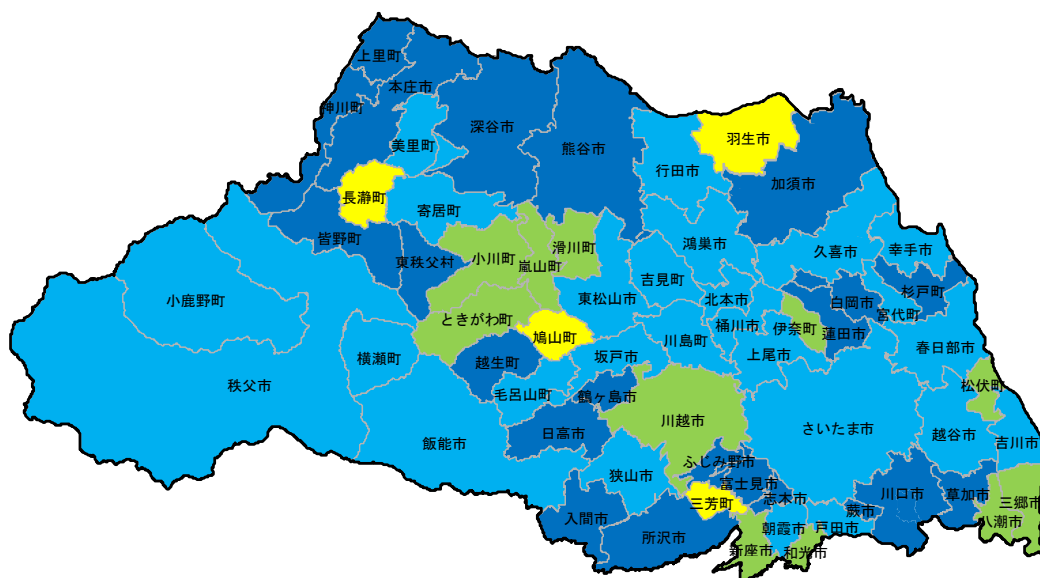 上里町
本庄市
神川町
深谷市
熊谷市
羽生市
美里町
行田市
加須市
長瀞町
寄居町
皆野町
東秩父村
小川町
嵐山町
滑川町
鴻巣市
久喜市
幸手市
吉見町
小鹿野町
東松山市
北本市
白岡市
杉戸町
宮代町
ときがわ町
鳩山町
桶川市
伊奈町
蓮田市
川島町
横瀬町
越生町
坂戸市
上尾市
春日部市
秩父市
毛呂山町
鶴ヶ島市
松伏町
川越市
さいたま市
日高市
飯能市
越谷市
吉川市
ふじみ野市
狭山市
富士見市
志木市
川口市
草加市
三郷市
三芳町
蕨市
入間市
所沢市
朝霞市
戸田市
八潮市
新座市
和光市